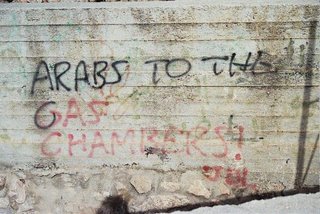 ARABS TO THE
GAS
CHAMBERS!